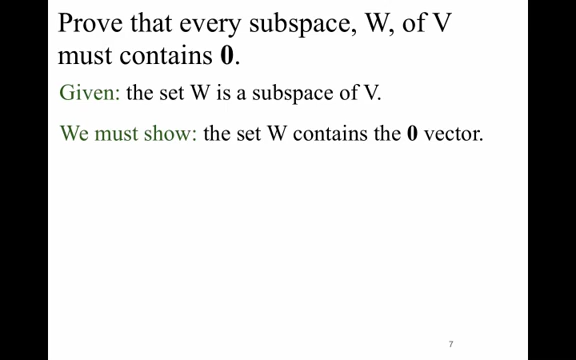 Prove that every subspace, W, of V
must contains 0.
Given: the set W is a subspace of V.
We must show: the set W contains the 0 vector.
7